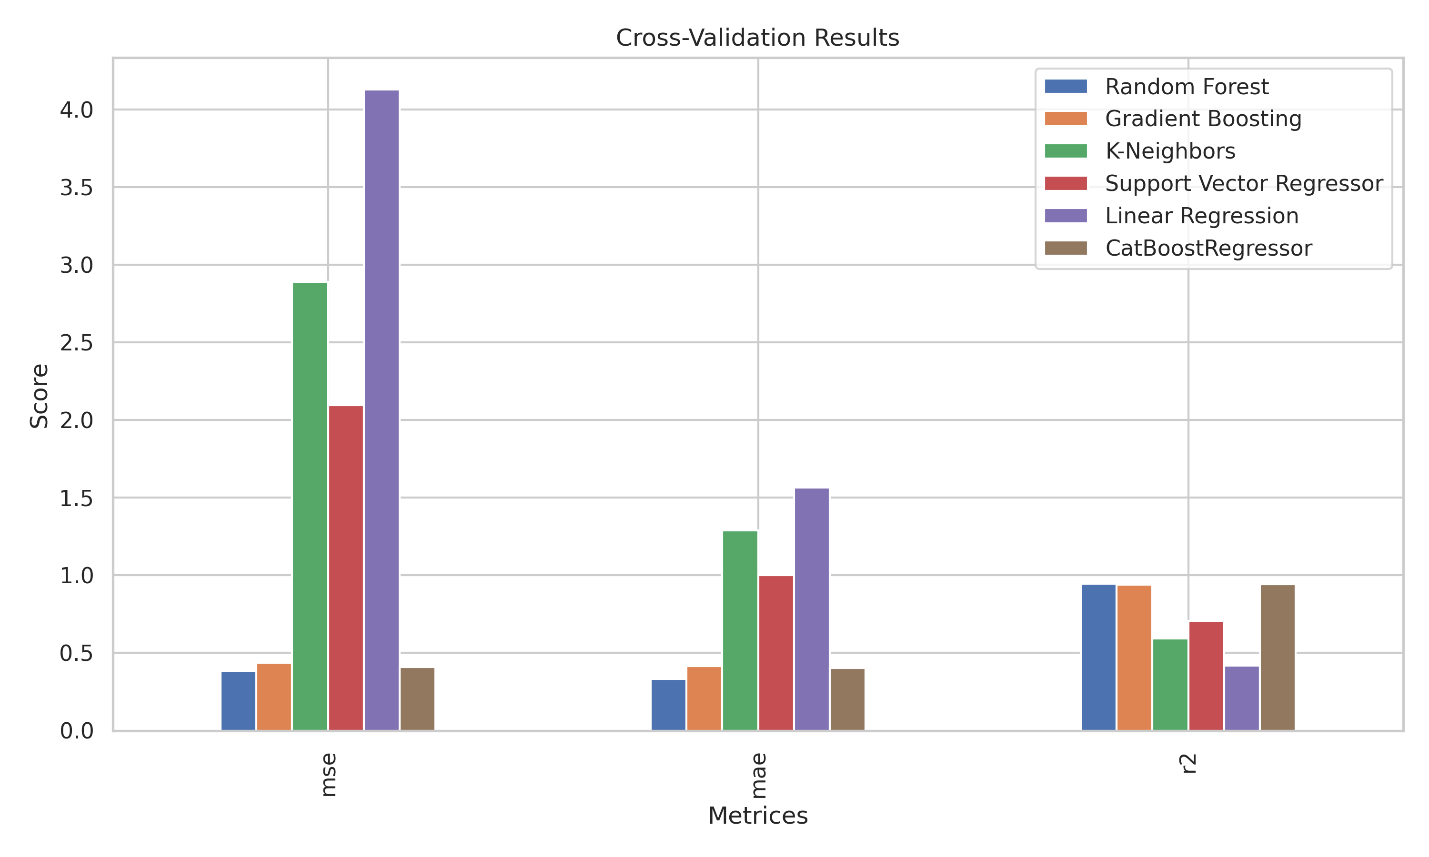 Cross-Validation Results
Random Forest
Gradient Boosting
K-Neighbors
Support Vector Regressor
Linear Regression
CatBoostRegressor
Score
4.0
3.5
3.0
2.5
2.0
1.5
1.0
0.5
0.0
mse
mae
r2
Metrices